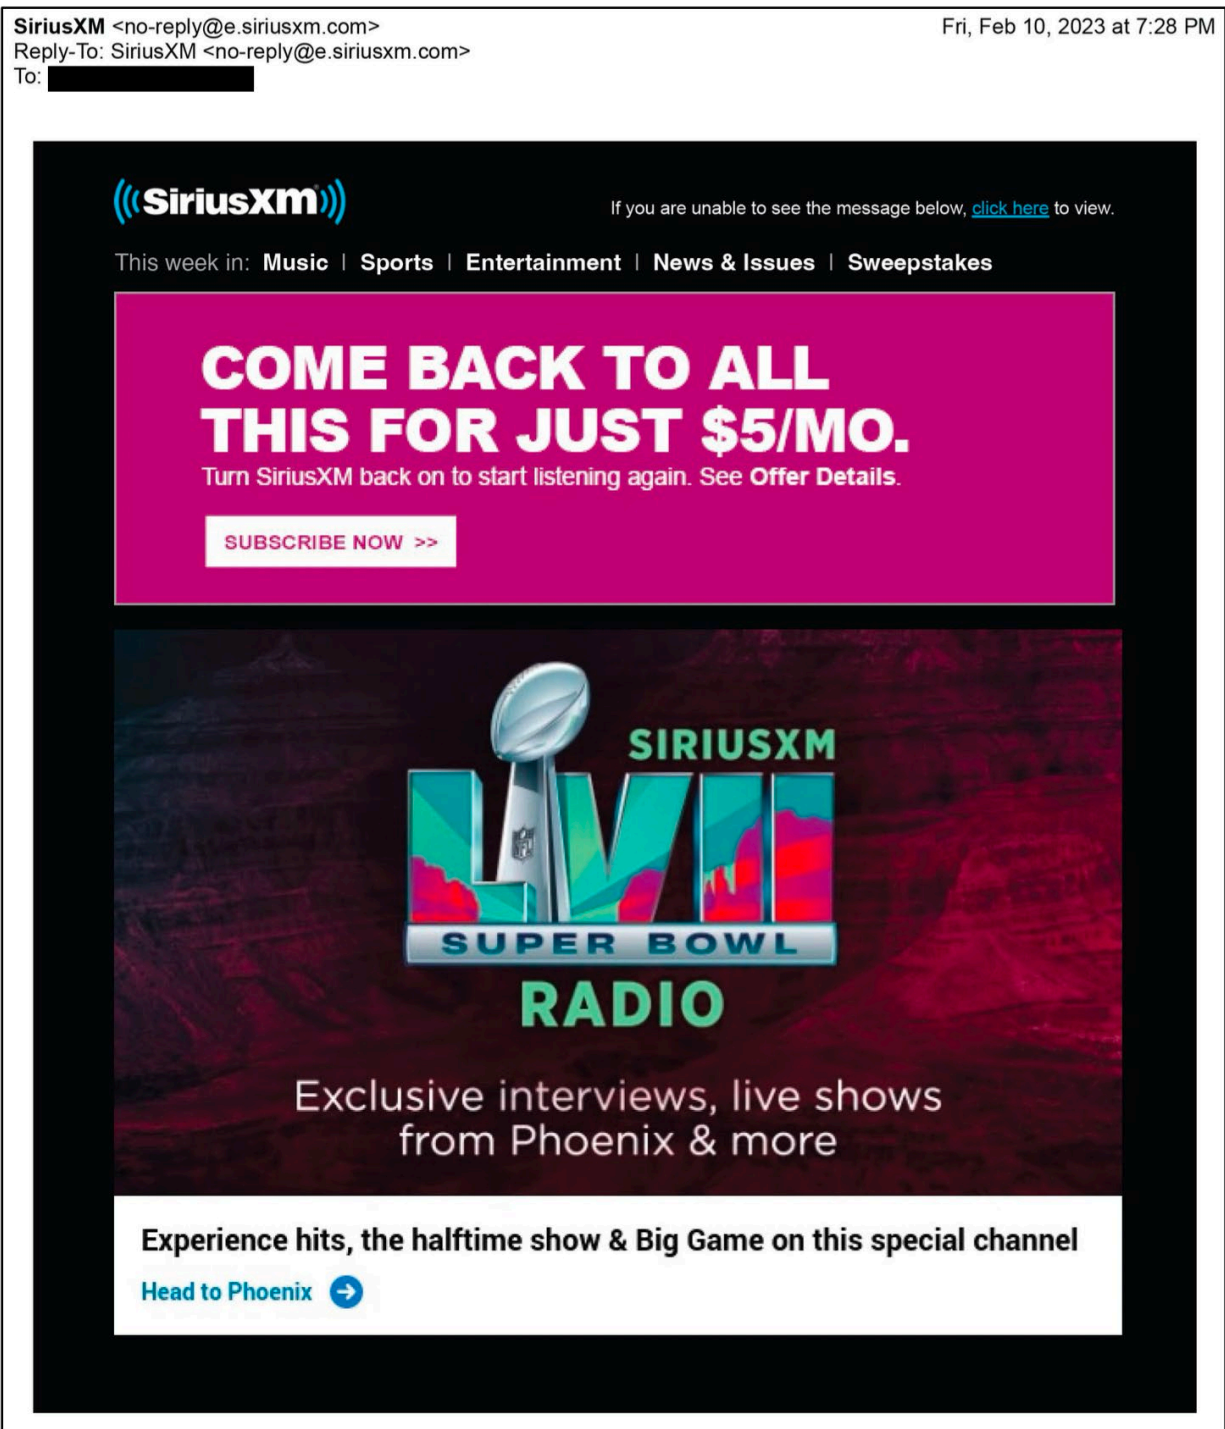 SiriusXM <no-reply@e.siriusxm.com>
Fri, Feb 10, 2023 at 7:28 PM
Reply-To: SiriusXM <no-reply@e.siriusxm.com>
To:
SiriusXM
If you are unable to see the message below, click here to view.
This week in: Music | Sports | Entertainment | News & Issues | Sweepstakes
COME BACK TO ALL
THIS FOR JUST $5/MO.
Turn SiriusXM back on to start listening again. See Offer Details.
SUBSCRIBE NOW >>
SIRIUSXM
LVII
NFL
SUPER BOWL
RADIO
Exclusive interviews, live shows
from Phoenix & more
Experience hits, the halftime show & Big Game on this special channel
Head to Phoenix